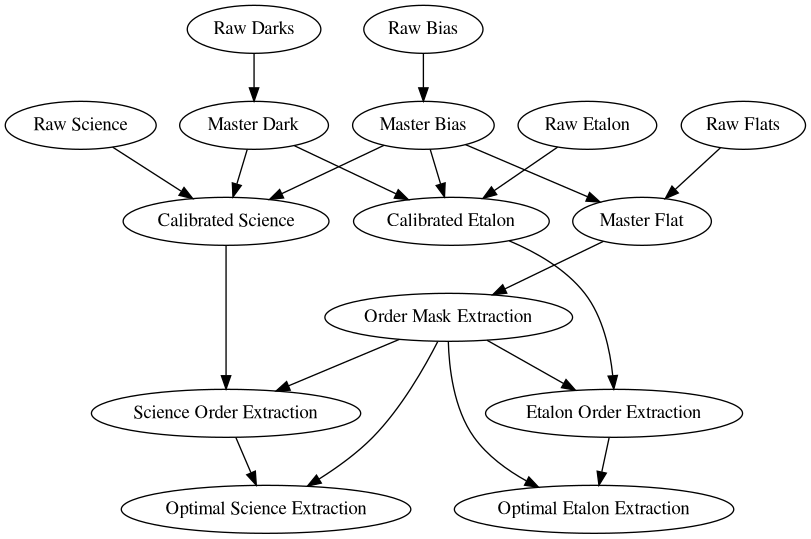 Raw Darks
Raw Bias
Raw Science
Master Dark
Master Bias
Raw Etalon
Raw Flats
Calibrated Science
Calibrated Etalon
Master Flat
Order Mask Extraction
Science Order Extraction
Etalon Order Extraction
Optimal Science Extraction
Optimal Etalon Extraction